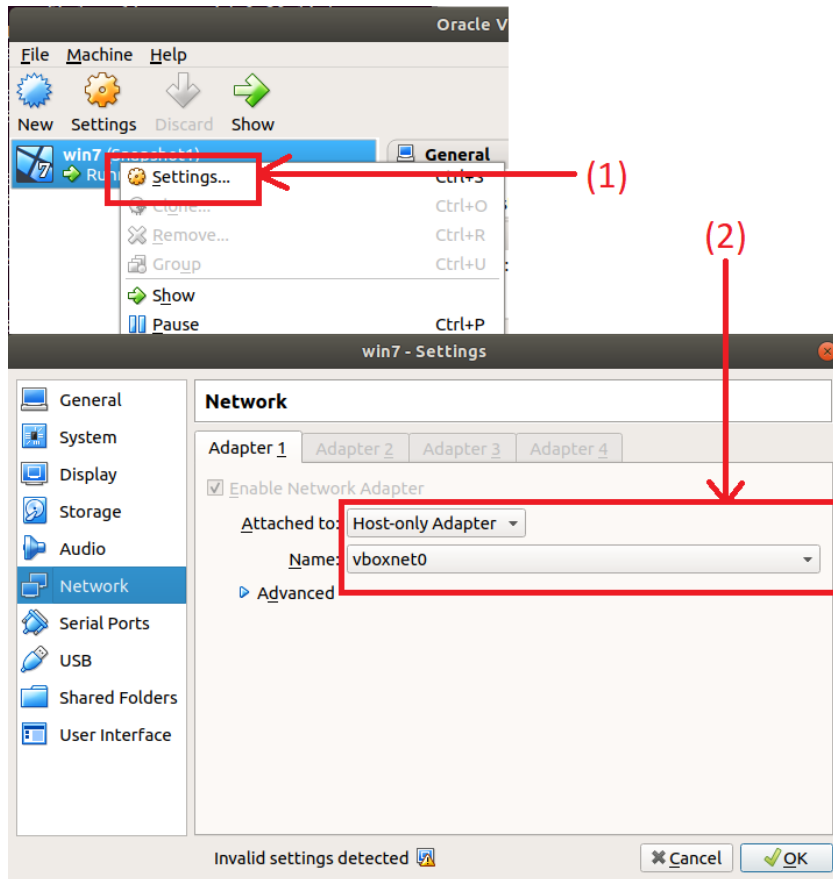 Oracle V
File Machine Help
New Settings Discard Show
win7 (Snapshot1)
General
Settings... Ctrl+S
(1)
Clone... Ctrl+O
Remove... Ctrl+R
(2)
Group Ctrl+U :
Show
Pause Ctrl+P
win7 - Settings
General
Network
System
Adapter 1 Adapter 2 Adapter 3 Adapter 4
Display
Enable Network Adapter
Storage
Attached to: Host-only Adapter
Audio
Name: vboxnet0
Network
Advanced
Serial Ports
USB
Shared Folders
User Interface
Invalid settings detected
Cancel OK